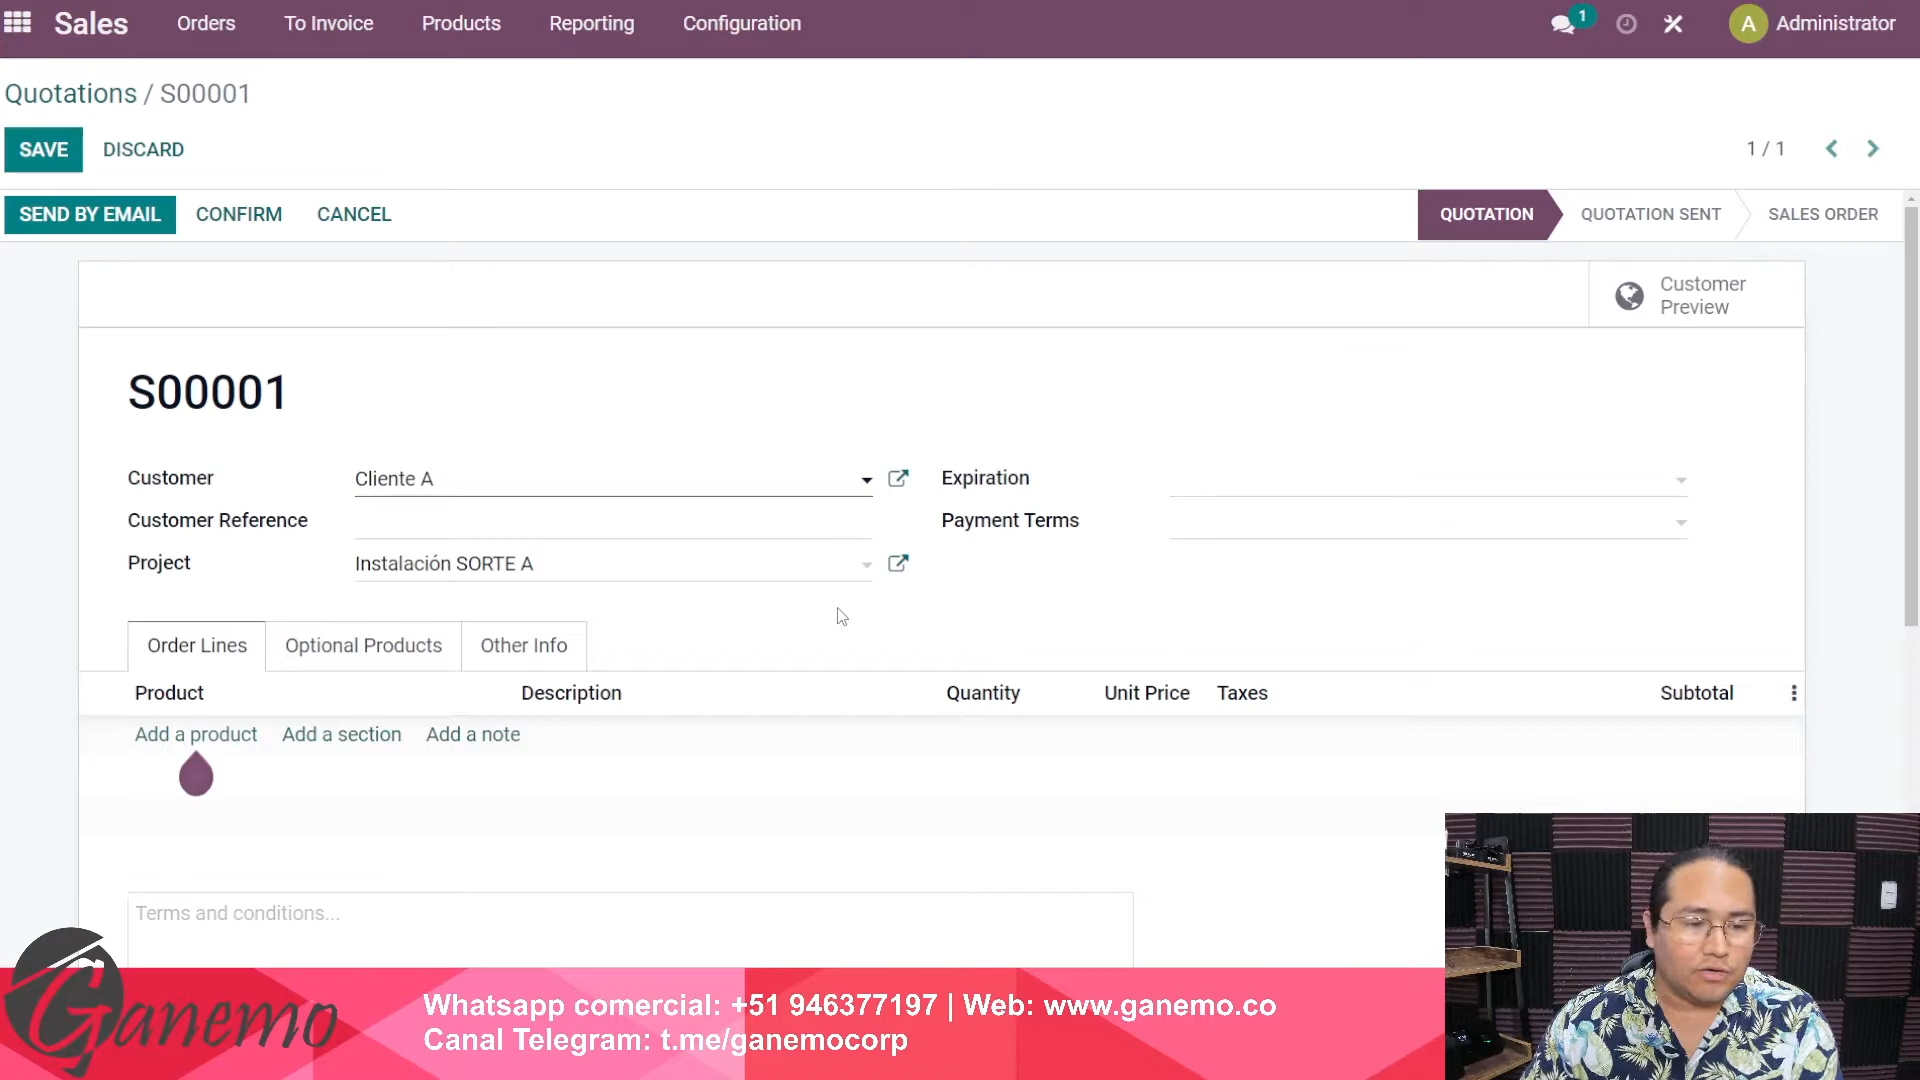 Sales Orders To Invoice Products Reporting Configuration 1 A Administrator
Quotations / S00001
SAVE DISCARD 1 / 1
SEND BY EMAIL CONFIRM CANCEL QUOTATION QUOTATION SENT SALES ORDER
Customer
Preview
S00001
Customer Cliente A Expiration
Customer Reference Payment Terms
Project Instalación SORTE A
Order Lines Optional Products Other Info
Product Description Quantity Unit Price Taxes Subtotal
Add a product Add a section Add a note
Terms and conditions...
Ganemo
Whatsapp comercial: +51 946377197 | Web: www.ganemo.co
Canal Telegram: t.me/ganemocorp